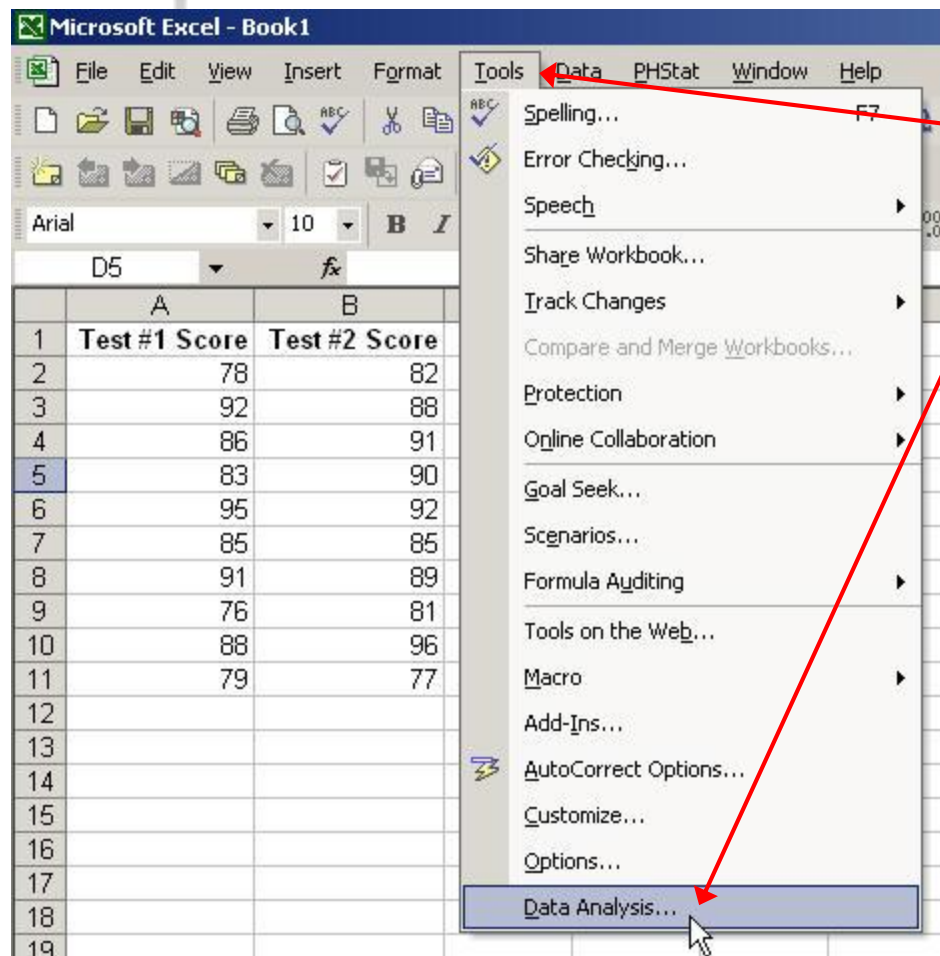 Microsoft Excel - Book1
File Edit View Insert Format Tools Data PHStat Window Help
ABC ABC Spelling... F7
Error Checking...
Arial 10 B I Speech
D5 fx Share Workbook...
A B Track Changes
1 Test #1 Score Test #2 Score Compare and Merge Workbooks...
2 78 82
3 92 88 Protection
4 86 91 Online Collaboration
5 83 90 Goal Seek...
6 95 92
7 85 85 Scenarios...
8 91 89 Formula Auditing
9 76 81
10 88 96 Tools on the Web...
11 79 77 Macro
12 Add-Ins...
13
14 AutoCorrect Options...
15 Customize...
16 Options...
17
18 Data Analysis...
19